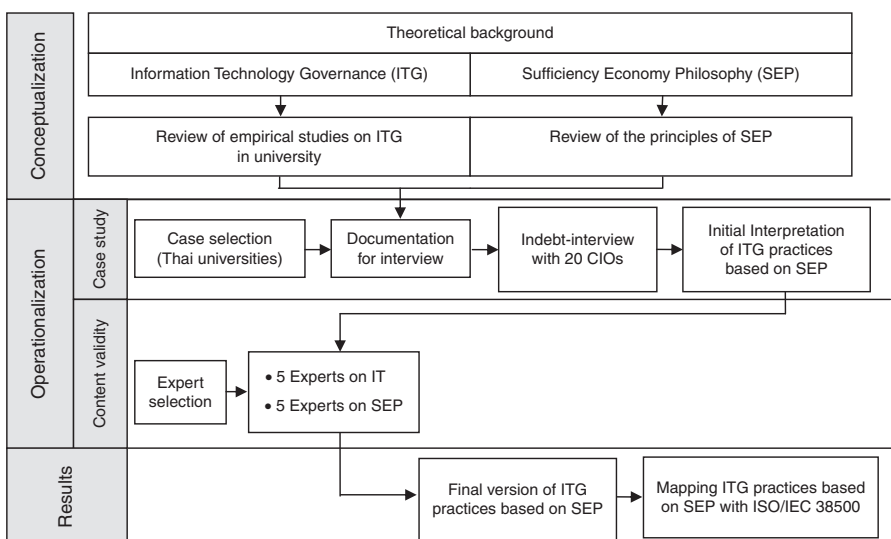 Conceptualization
Theoretical background
Information Technology Governance (ITG)
Sufficiency Economy Philosophy (SEP)
Review of empirical studies on ITG
in university
Review of the principles of SEP
Operationalization
Case study
Case selection
(Thai universities)
Documentation
for interview
Indebt-interview
with 20 CIOs
Initial Interpretation
of ITG practices
based on SEP
Content validity
Expert
selection
• 5 Experts on IT
• 5 Experts on SEP
Results
Final version of ITG
practices based on SEP
Mapping ITG practices based
on SEP with ISO/IEC 38500